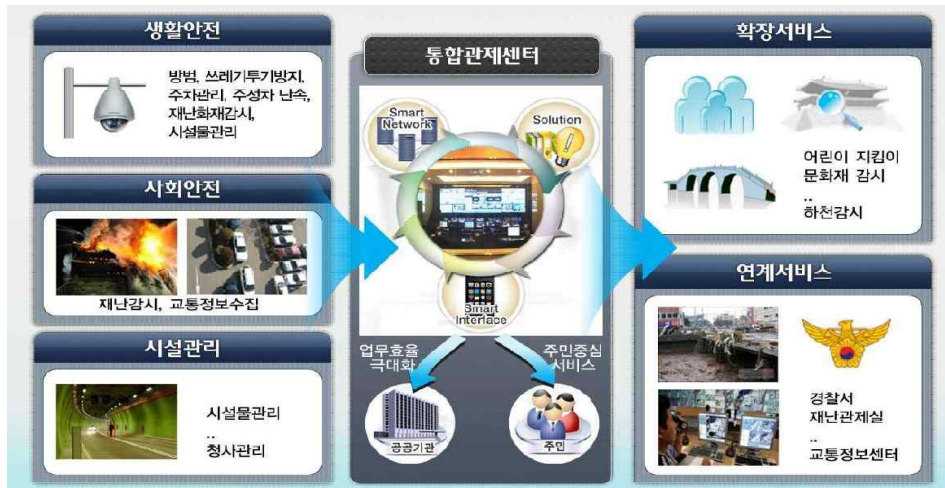 생활안전
방범, 쓰레기투기방지,
주차관리, 주정차 단속,
재난화재감시,
시설물관리
사회안전
재난감시, 교통정보수집
시설관리
시설물관리
..
청사관리
통합관제센터
Smart
Network
Solution
Smart
Interface
업무효율
극대화
주민중심
서비스
공공기관
주민
확장서비스
어린이 지킴이
문화재 감시
..
하천감시
연계서비스
경찰서
재난관제실
..
교통정보센터